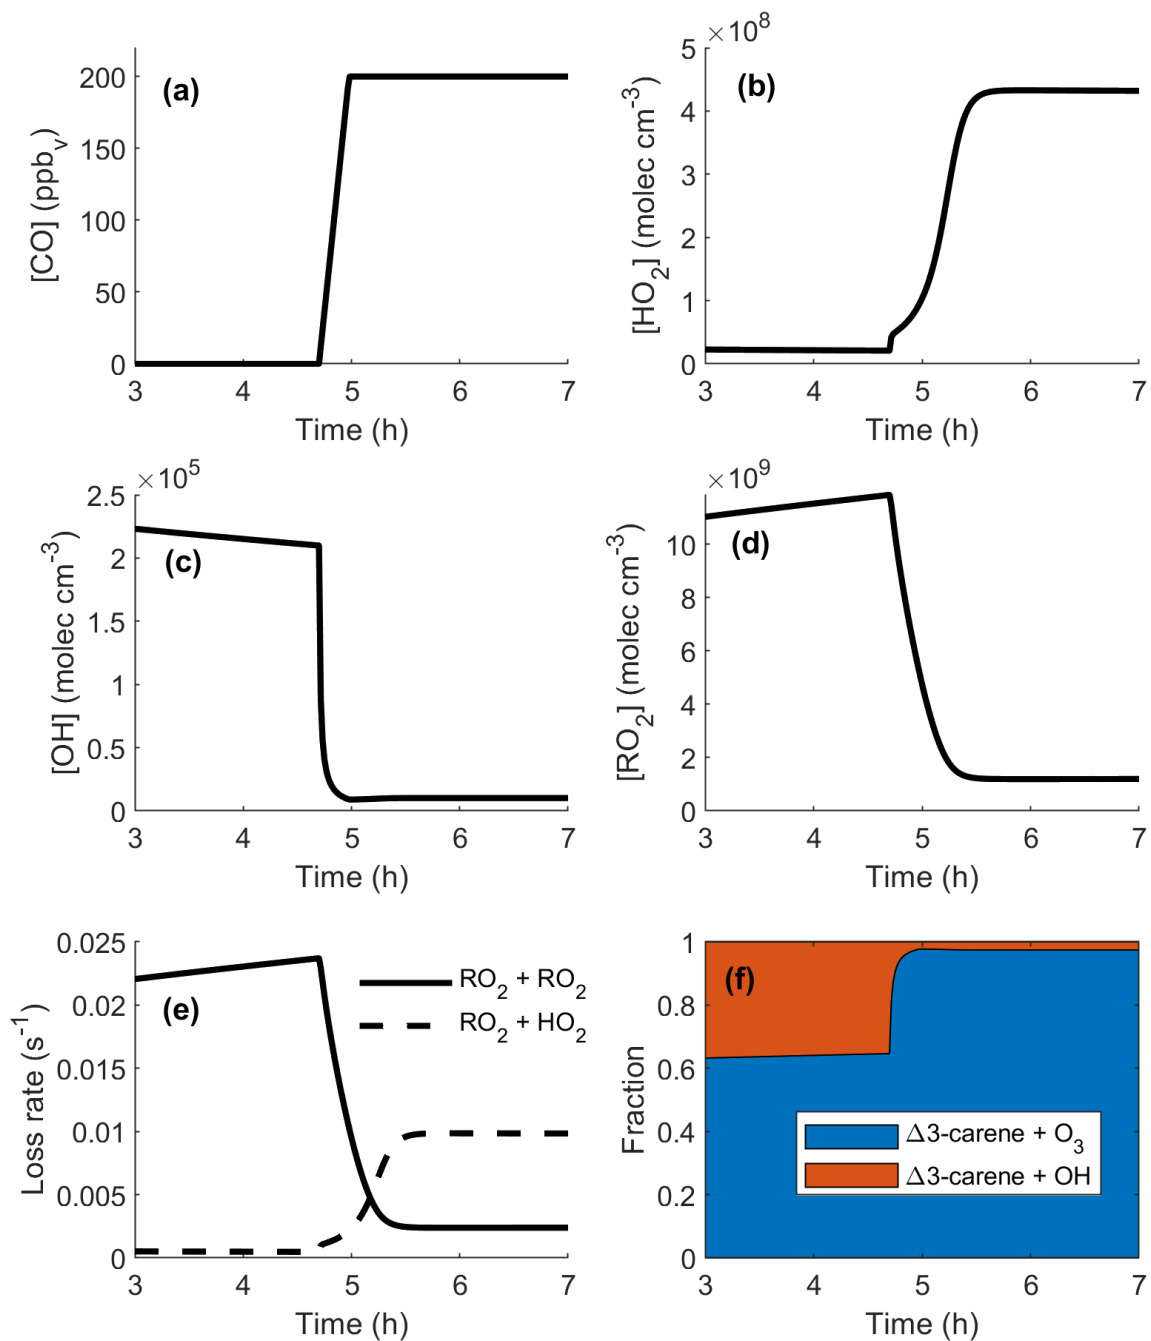 (a)
[CO] (ppbv)
200
150
100
50
0
3 4 5 6 7
Time (h)
×10^8
(b)
[HO2] (molec cm-3)
5
4
3
2
1
0
3 4 5 6 7
Time (h)
×10^5
(c)
[OH] (molec cm-3)
2.5
2
1.5
1
0.5
0
3 4 5 6 7
Time (h)
×10^9
(d)
[RO2] (molec cm-3)
10
8
6
4
2
0
3 4 5 6 7
Time (h)
(e)
Loss rate (s-1)
0.025
0.02
0.015
0.01
0.005
0
RO2 + RO2
RO2 + HO2
3 4 5 6 7
Time (h)
(f)
Fraction
1
0.8
0.6
0.4
0.2
0
Δ3-carene + O3
Δ3-carene + OH
3 4 5 6 7
Time (h)